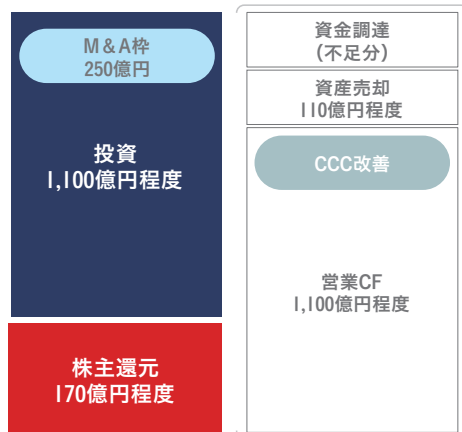 M&A枠
250億円
投資
1,100億円程度
株主還元
170億円程度
資金調達
(不足分)
資産売却
110億円程度
CCC改善
営業CF
1,100億円程度